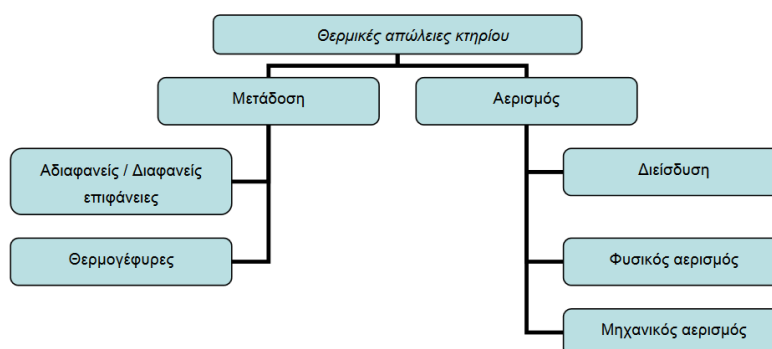 Θερμικές απώλειες κτηρίου
Μετάδοση
Αερισμός
Αδιαφανείς / Διαφανείς
επιφάνειες
Διείσδυση
Θερμογέφυρες
Φυσικός αερισμός
Μηχανικός αερισμός